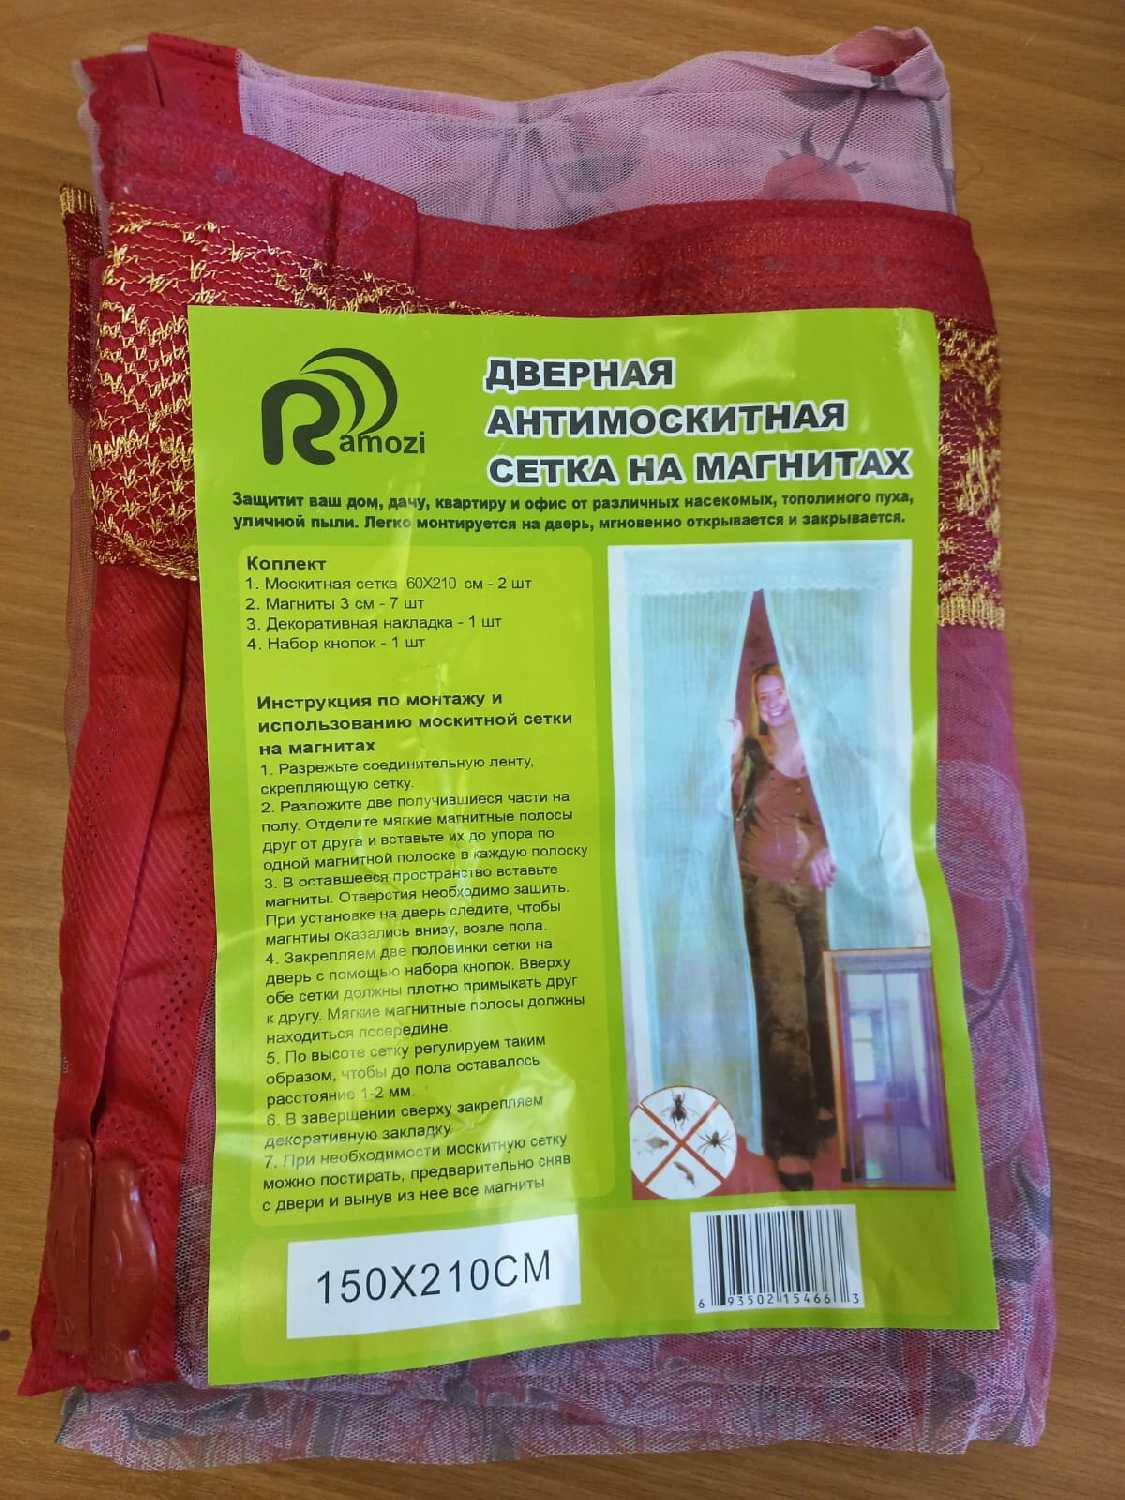 Ramozi
ДВЕРНАЯ
АНТИМОСКИТНАЯ
СЕТКА НА МАГНИТАХ
Защитит ваш дом, дачу, квартиру и офис от различных насекомых, тополиного пуха,
уличной пыли. Легко монтируется на дверь, мгновенно открывается и закрывается.
Коплект
1. Москитная сетка 60X210 см - 2 шт
2. Магниты 3 см - 7 шт
3. Декоративная накладка - 1 шт
4. Набор кнопок - 1 шт
Инструкция по монтажу и
использованию москитной сетки
на магнитах
1. Разрежьте соединительную ленту,
скрепляющую сетку.
2. Разложите две получившиеся части на
полу. Отделите мягкие магнитные полосы
друг от друга и вставьте их до упора по
одной магнитной полоске в каждую полоску
3. В оставшееся пространство вставьте
магниты. Отверстия необходимо зашить.
При установке на дверь следите, чтобы
магнтиы оказались внизу, возле пола.
4. Закрепляем две половинки сетки на
дверь с помощью набора кнопок. Вверху
обе сетки должны плотно примыкать друг
к другу. Мягкие магнитные полосы должны
находиться посередине.
5. По высоте сетку регулируем таким
образом, чтобы до пола оставалось
расстояние 1-2 мм.
6. В завершении сверху закрепляем
декоративную закладку
7. При необходимости москитную сетку
можно постирать, предварительно сняв
с двери и вынув из нее все магниты
150X210CM
6 93502 15466 3